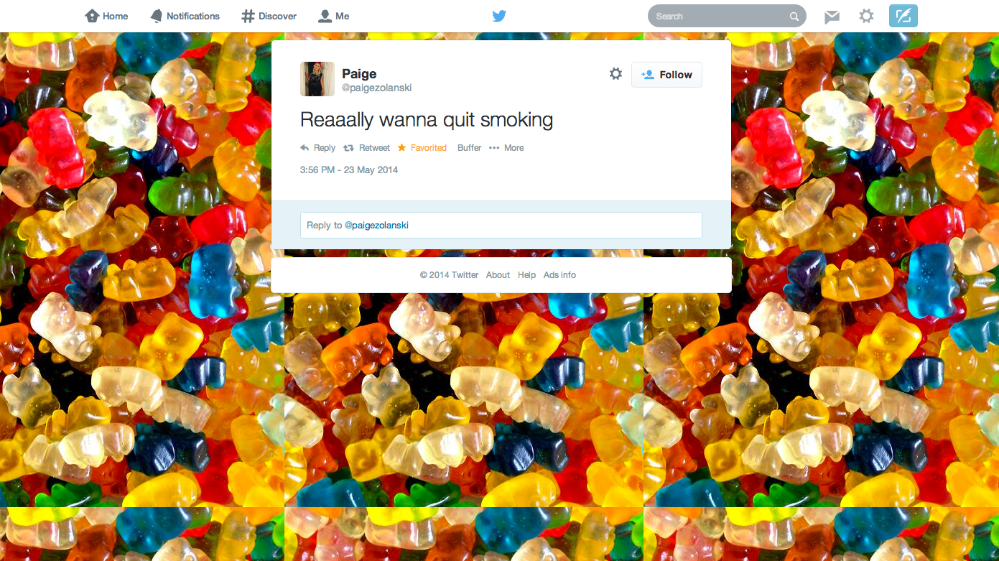 Home Notifications Discover Me Search
Paige
@paigezolanski
Follow
Reaaally wanna quit smoking
Reply Retweet Favorited Buffer More
3:56 PM - 23 May 2014
Reply to @paigezolanski
© 2014 Twitter About Help Ads info